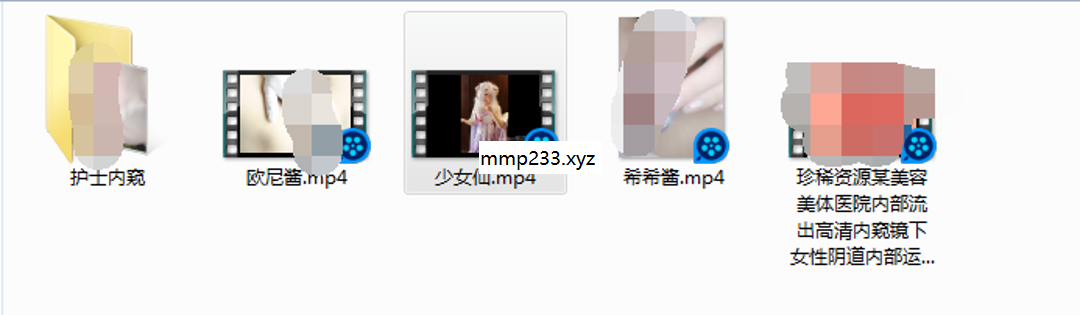 护士内窥
欧尼酱.mp4
少女仙.mp4
mmp233.xyz
希希酱.mp4
珍稀资源某美容
美体医院内部流
出高清内窥镜下
女性阴道内部运...